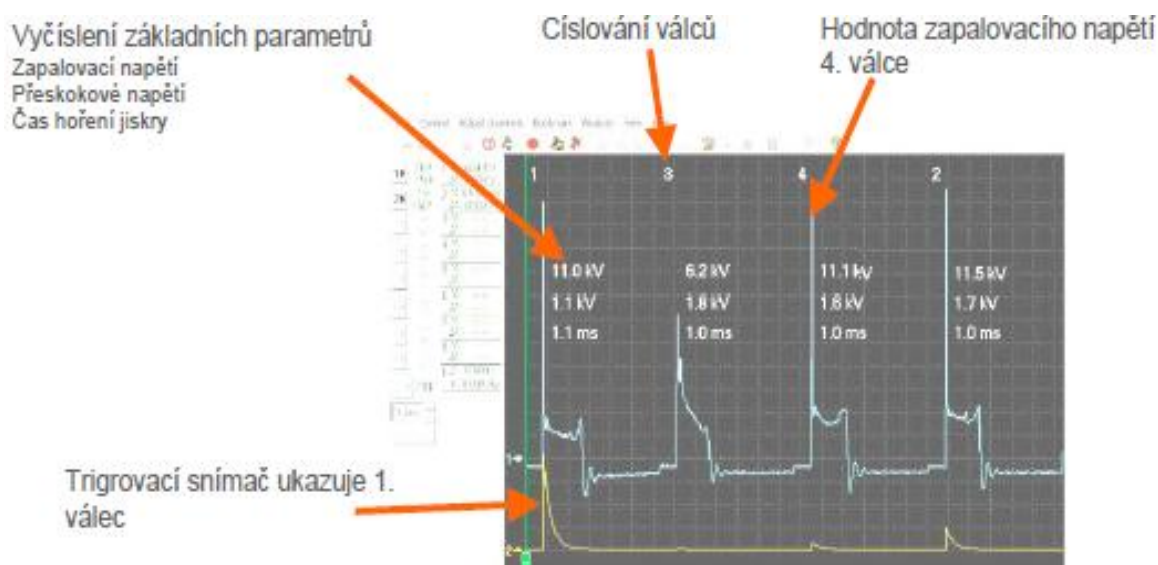 Vyčíslení základních parametrů
Zapalovací napětí
Přeskokové napětí
Čas hoření jiskry
Číslování válců
Hodnota zapalovacího napětí
4. válce
1 3 4 2
11.0 kV 6.2 kV 11.1 kV 11.5 kV
1.1 kV 1.8 kV 1.6 kV 1.7 kV
1.1 ms 1.0 ms 1.0 ms 1.0 ms
1
Trigrovací snímač ukazuje 1.
válec
2